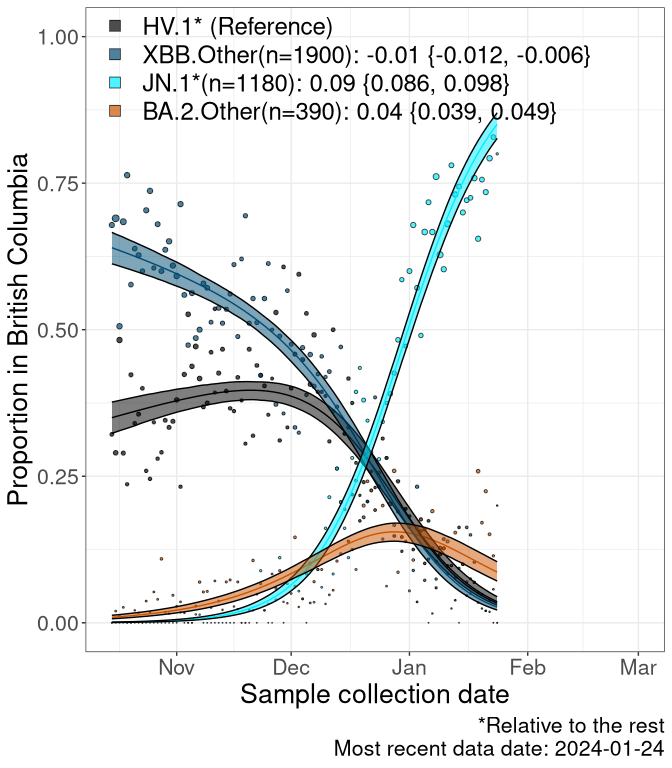 HV.1* (Reference)
XBB.Other(n=1900): -0.01 {-0.012, -0.006}
JN.1*(n=1180): 0.09 {0.086, 0.098}
BA.2.Other(n=390): 0.04 {0.039, 0.049}
1.00
0.75
0.50
0.25
0.00
Proportion in British Columbia
Nov Dec Jan Feb Mar
Sample collection date
*Relative to the rest
Most recent data date: 2024-01-24